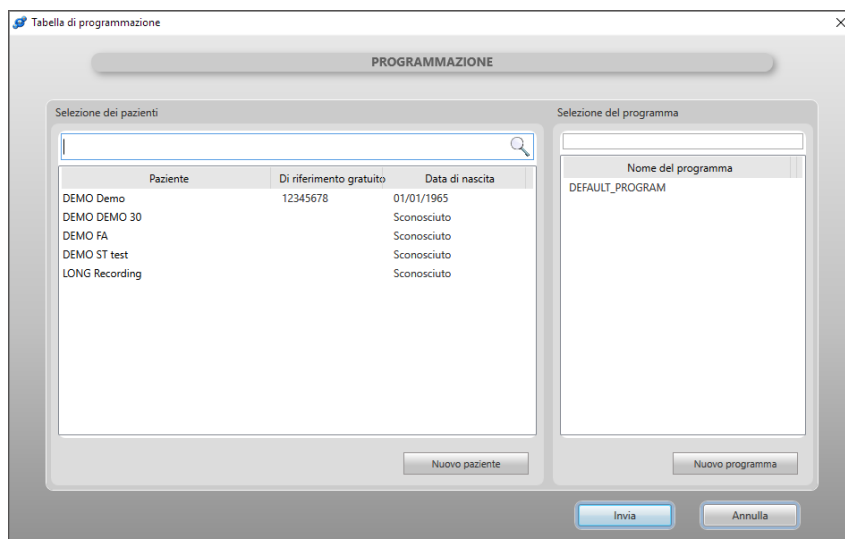 Tabella di programmazione
PROGRAMMAZIONE
Selezione dei pazienti
Paziente Di riferimento gratuito Data di nascita
DEMO Demo 12345678 01/01/1965
DEMO DEMO 30 Sconosciuto
DEMO FA Sconosciuto
DEMO ST test Sconosciuto
LONG Recording Sconosciuto
Nuovo paziente
Selezione del programma
Nome del programma
DEFAULT_PROGRAM
Nuovo programma
Invia Annulla